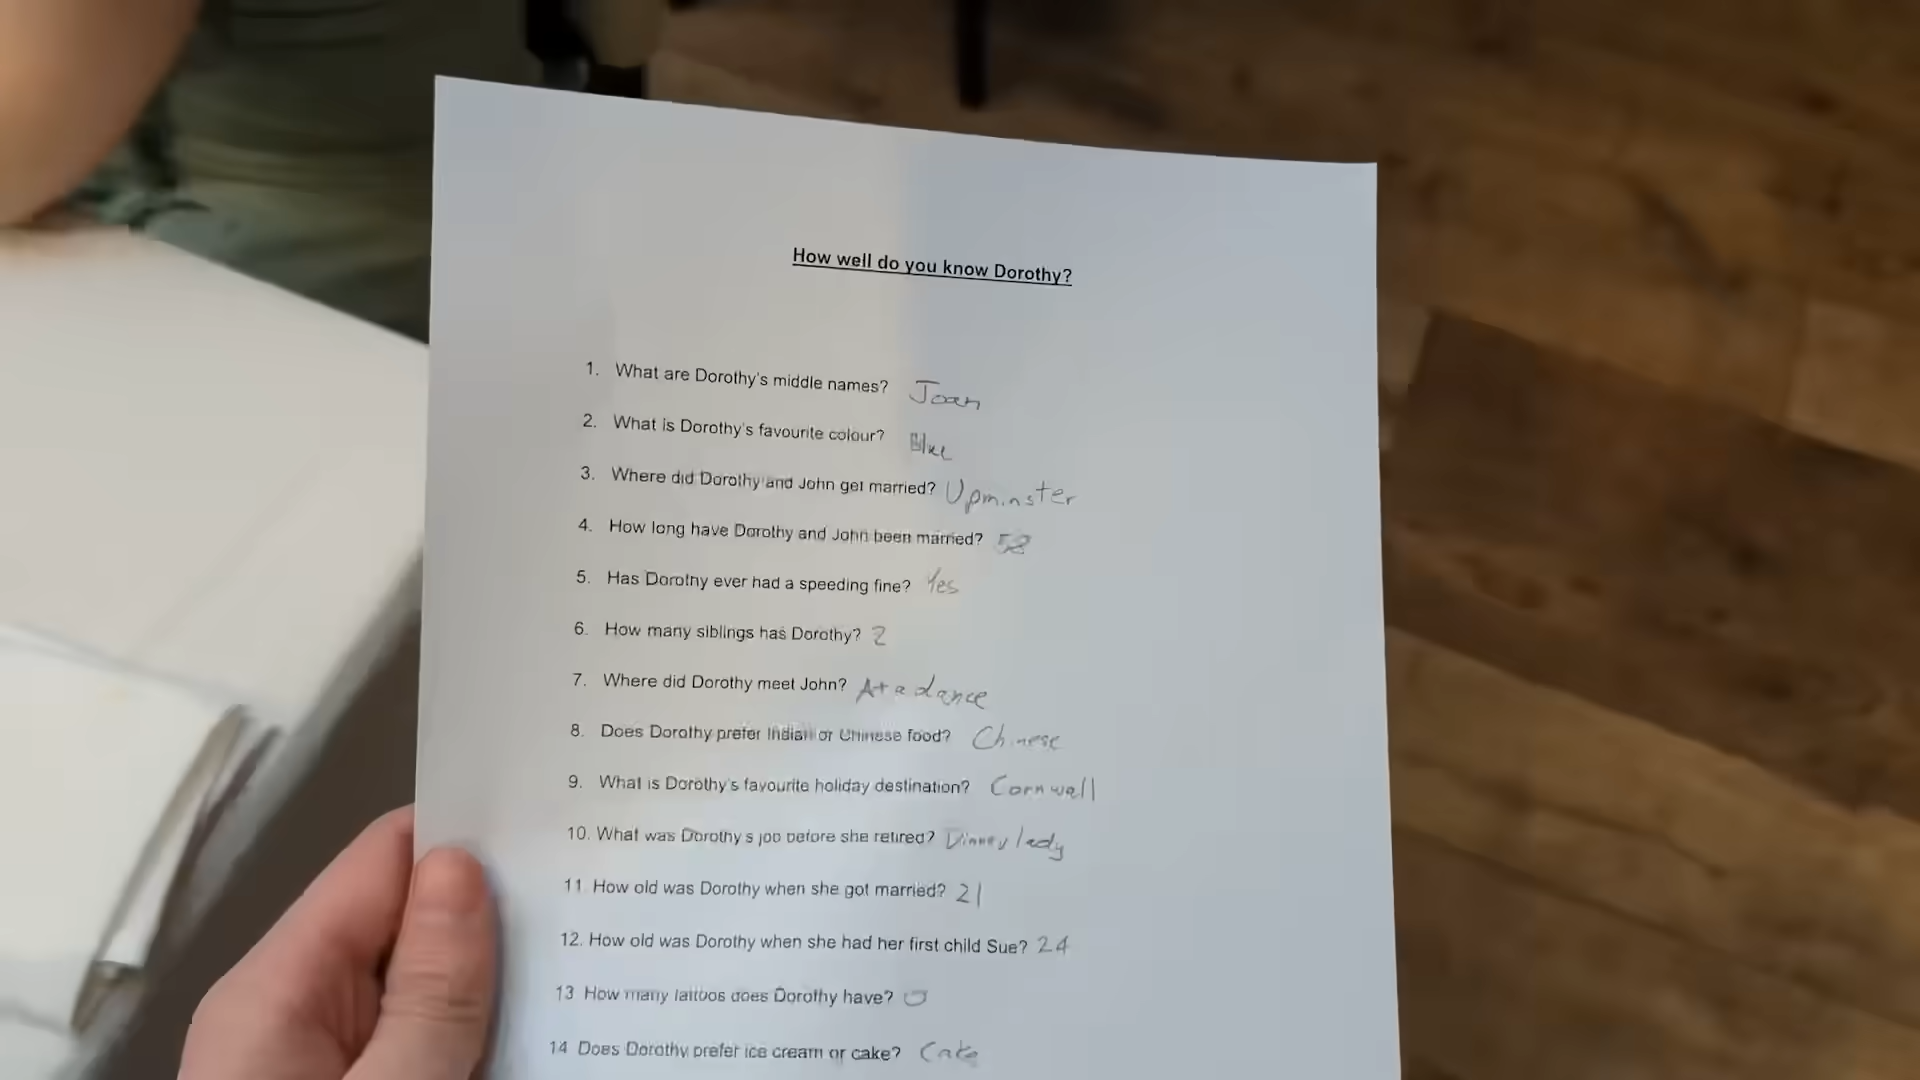 How well do you know Dorothy?
1. What are Dorothy's middle names? Joan
2. What is Dorothy's favourite colour? Blue
3. Where did Dorothy and John get married? Upminster
4. How long have Dorothy and John been married? 52
5. Has Dorothy ever had a speeding fine? Yes
6. How many siblings has Dorothy? 2
7. Where did Dorothy meet John? At a dance
8. Does Dorothy prefer Indian or Chinese food? Chinese
9. What is Dorothy's favourite holiday destination? Cornwall
10. What was Dorothy's job before she retired? Dinner lady
11. How old was Dorothy when she got married? 21
12. How old was Dorothy when she had her first child Sue? 24
13 How many tattoos does Dorothy have? 0
14 Does Dorothy prefer ice cream or cake? Cake